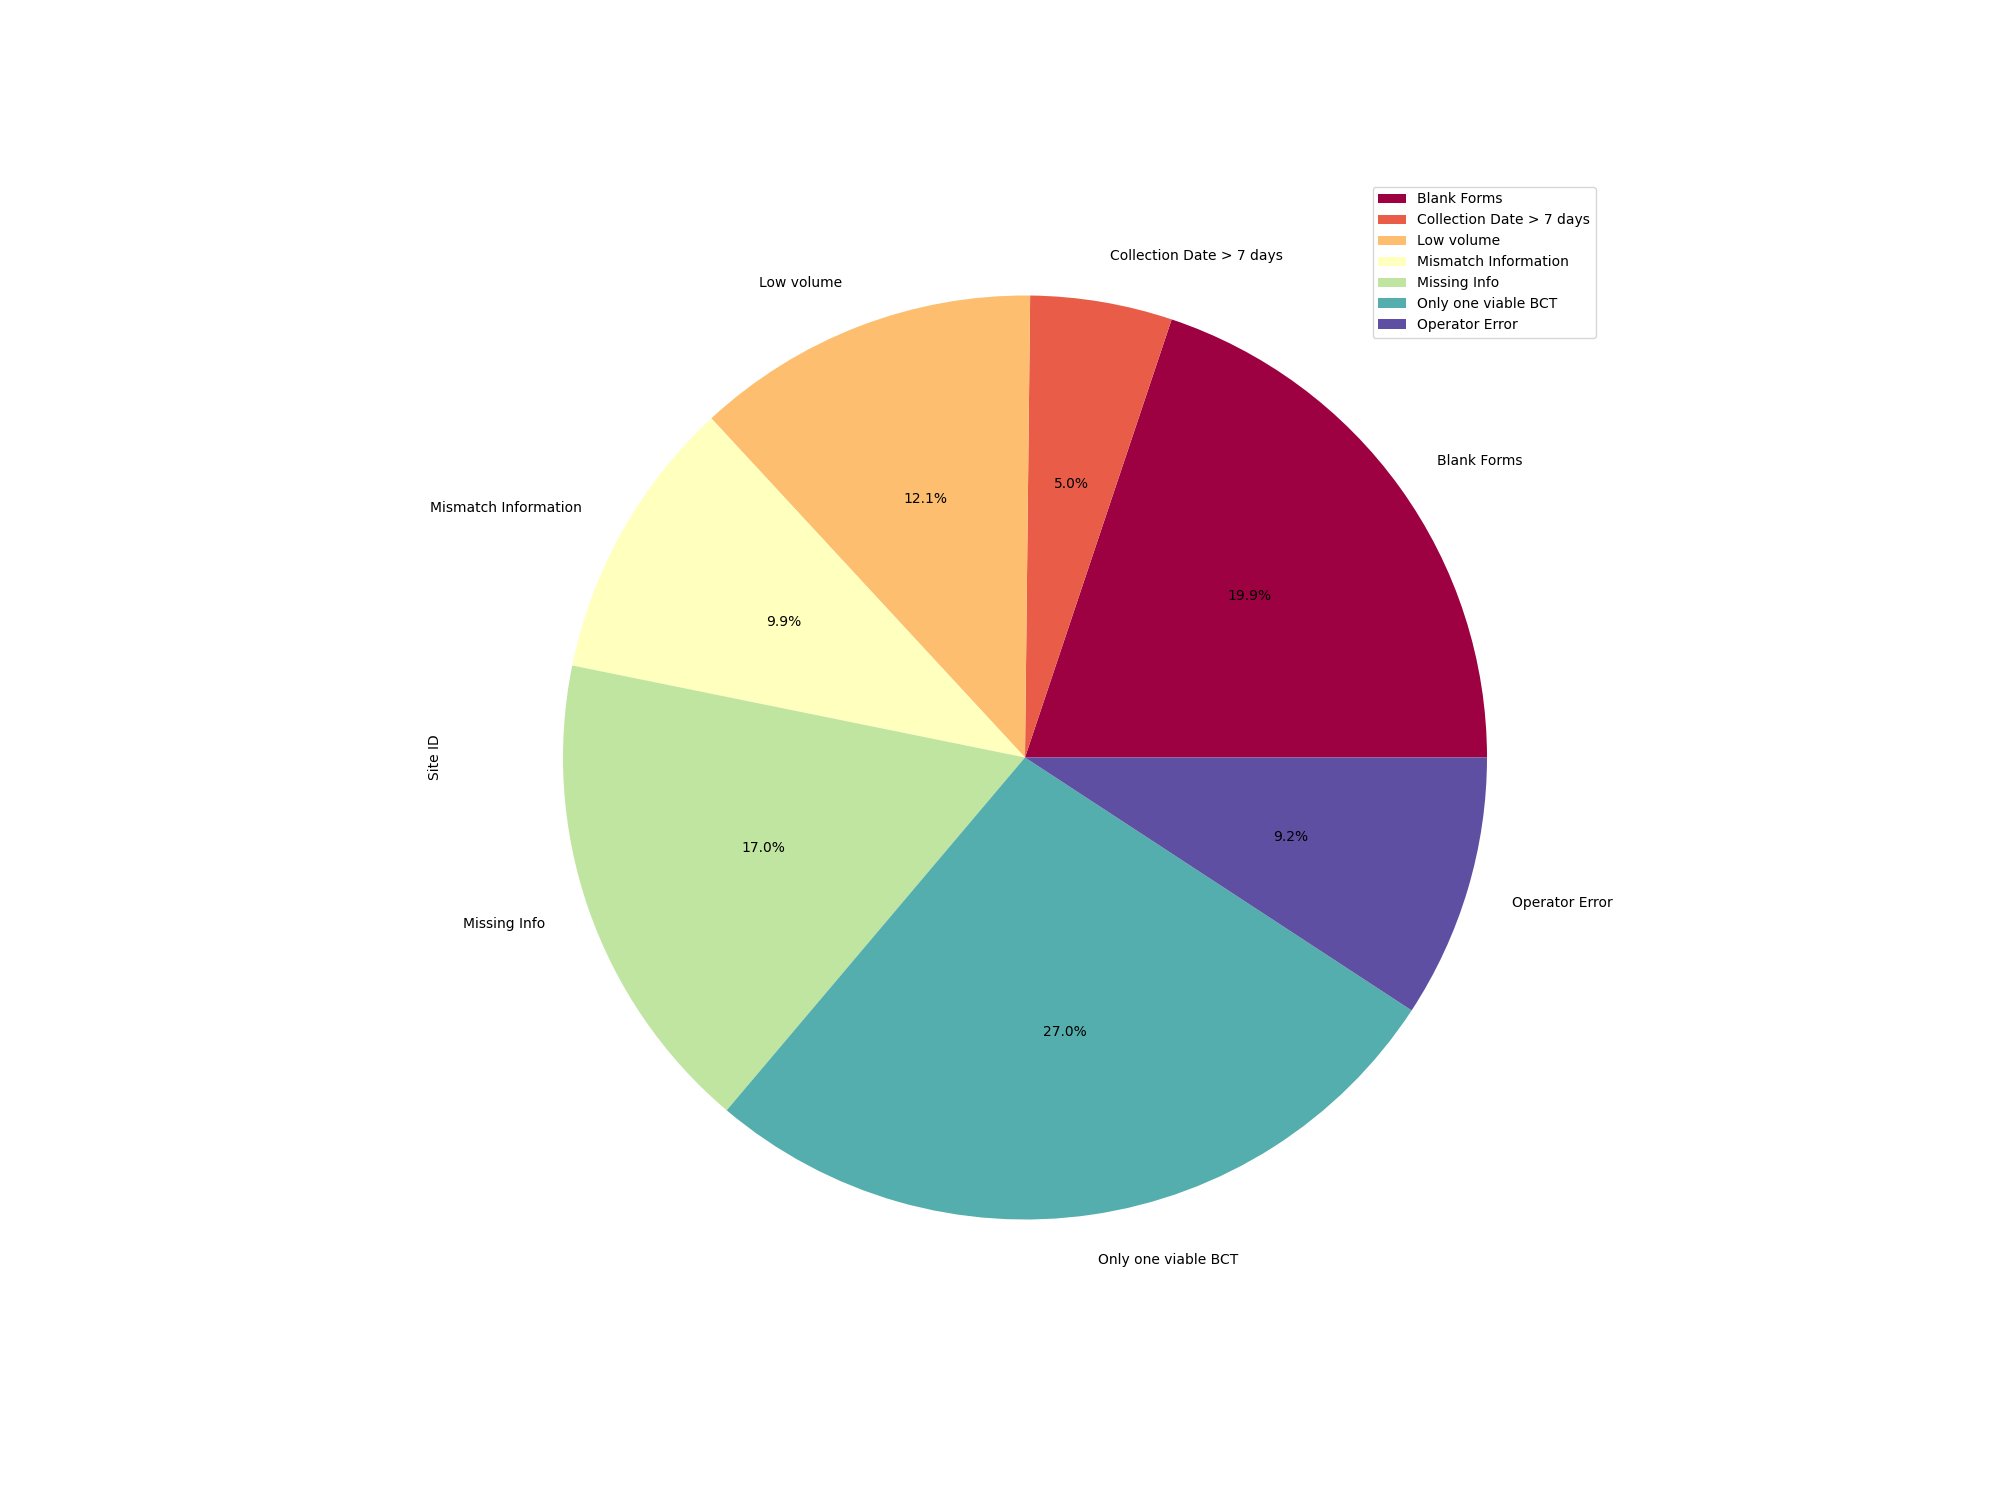 Blank Forms
Collection Date > 7 days
Low volume
Mismatch Information
Missing Info
Only one viable BCT
Operator Error
Collection Date > 7 days
Low volume
Blank Forms
5.0%
12.1%
Mismatch Information
19.9%
9.9%
Site ID
9.2%
17.0%
Operator Error
Missing Info
27.0%
Only one viable BCT